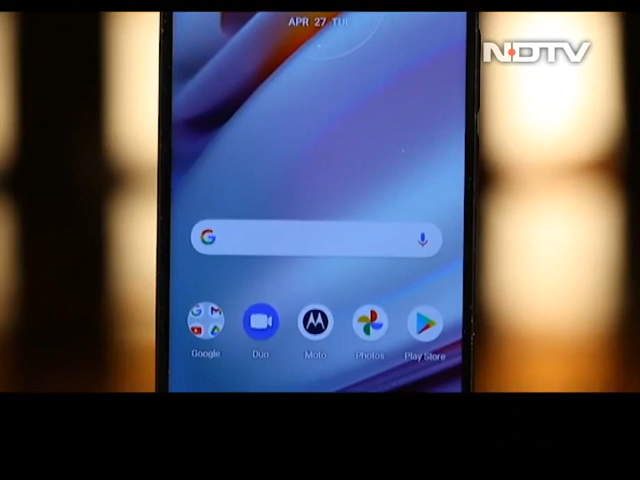 APR 27 TUE
NDTV
Google
Duo
Moto
Photos
Play Store